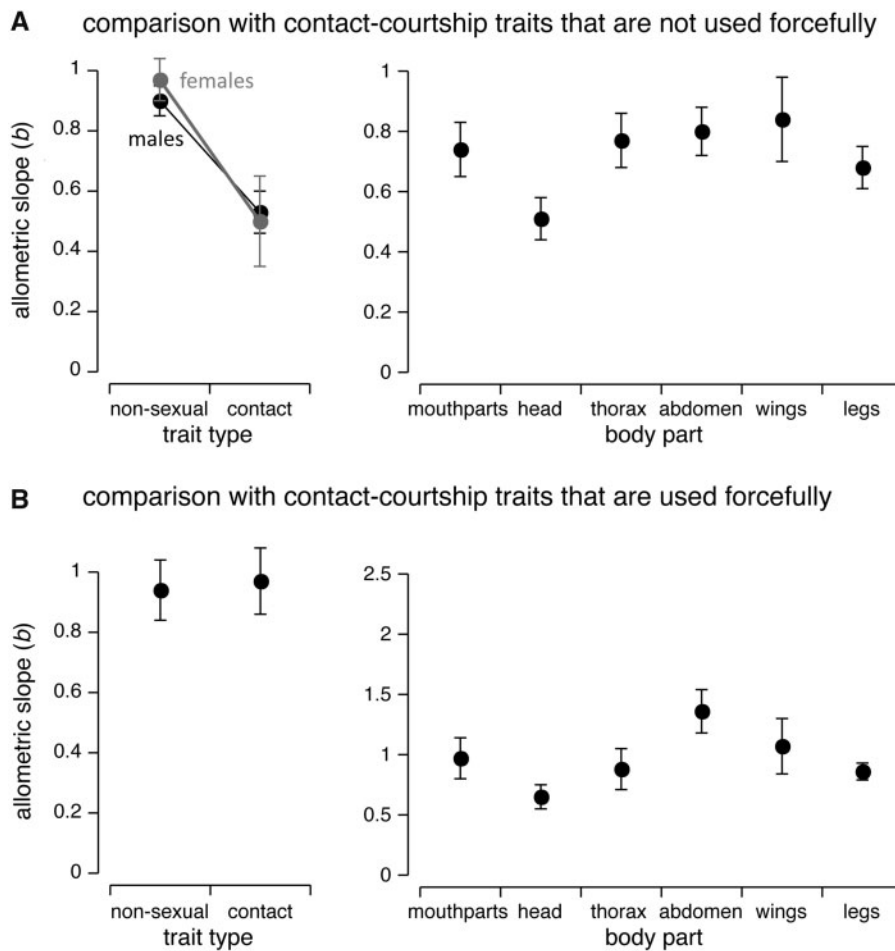 A comparison with contact-courtship traits that are not used forcefully
allometric slope (b)
1
0.8
0.6
0.4
0.2
0
females
males
non-sexual contact
trait type
1
0.8
0.6
0.4
0.2
0
mouthparts head thorax abdomen wings legs
body part
B comparison with contact-courtship traits that are used forcefully
allometric slope (b)
1
0.8
0.6
0.4
0.2
0
non-sexual contact
trait type
2.5
2
1.5
1
0.5
0
mouthparts head thorax abdomen wings legs
body part